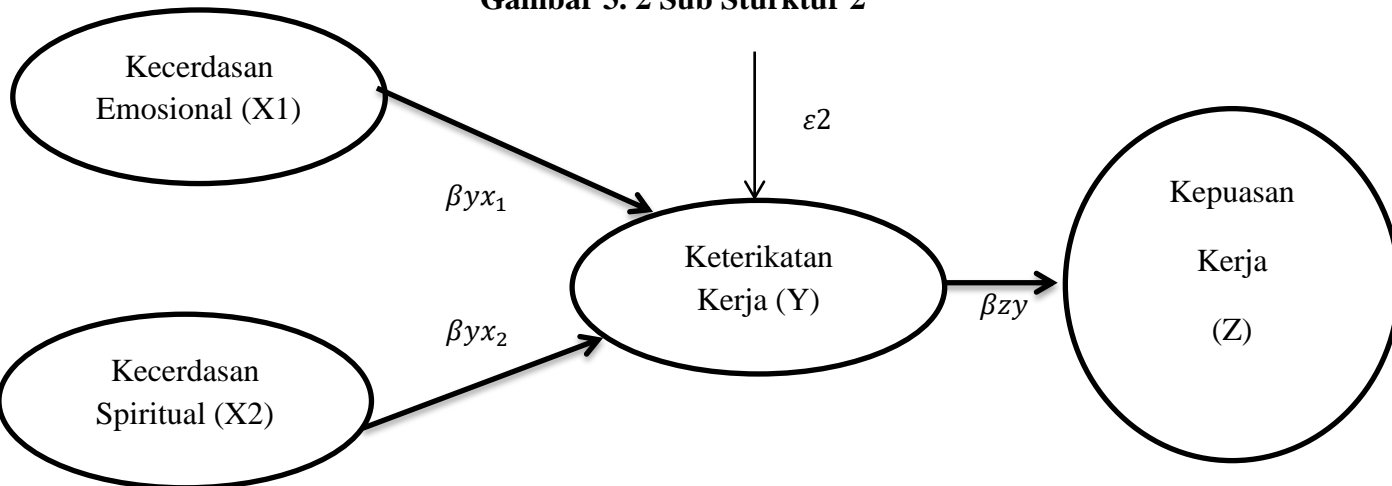 Gambar 3. 2 Sub Sturktur 2
Kecerdasan
Emosional (X1)
ε2
βyx₁
Kepuasan
Keterikatan
Kerja (Y)
Kerja
βzy
(Z)
βyx₂
Kecerdasan
Spiritual (X2)